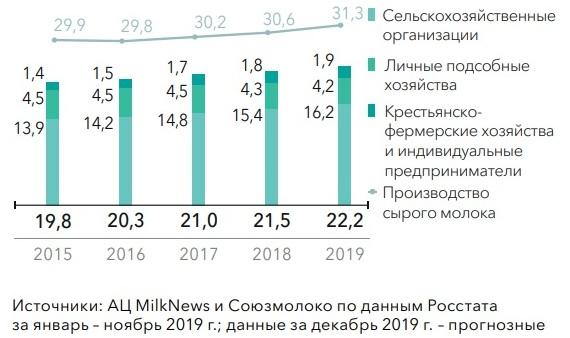 29,9 29,8 30,2 30,6 31,3
1,4 1,5 1,7 1,8 1,9
4,5 4,5 4,5 4,3 4,2
13,9 14,2 14,8 15,4 16,2
19,8 20,3 21,0 21,5 22,2
2015 2016 2017 2018 2019
Сельскохозяйственные
организации
Личные подсобные
хозяйства
Крестьянско-
фермерские хозяйства
и индивидуальные
предприниматели
Производство
сырого молока
Источники: АЦ MilkNews и Союзмолоко по данным Росстата
за январь – ноябрь 2019 г.; данные за декабрь 2019 г. – прогнозные